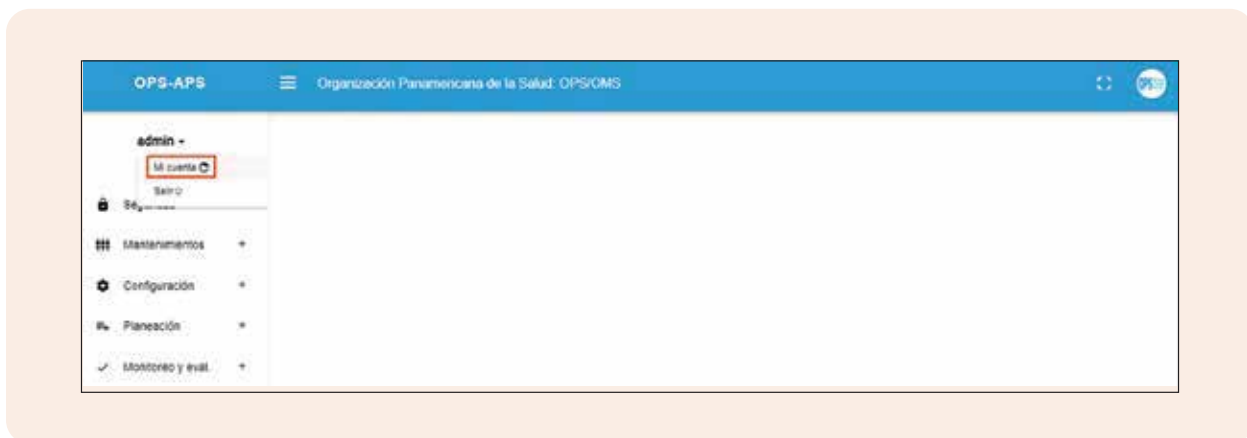 OPS-APS
Organización Panamericana de la Salud: OPS/OMS
admin
Mi cuenta
Salir
Mantenimientos +
Configuración +
Planeación +
Monitoreo y eval. +